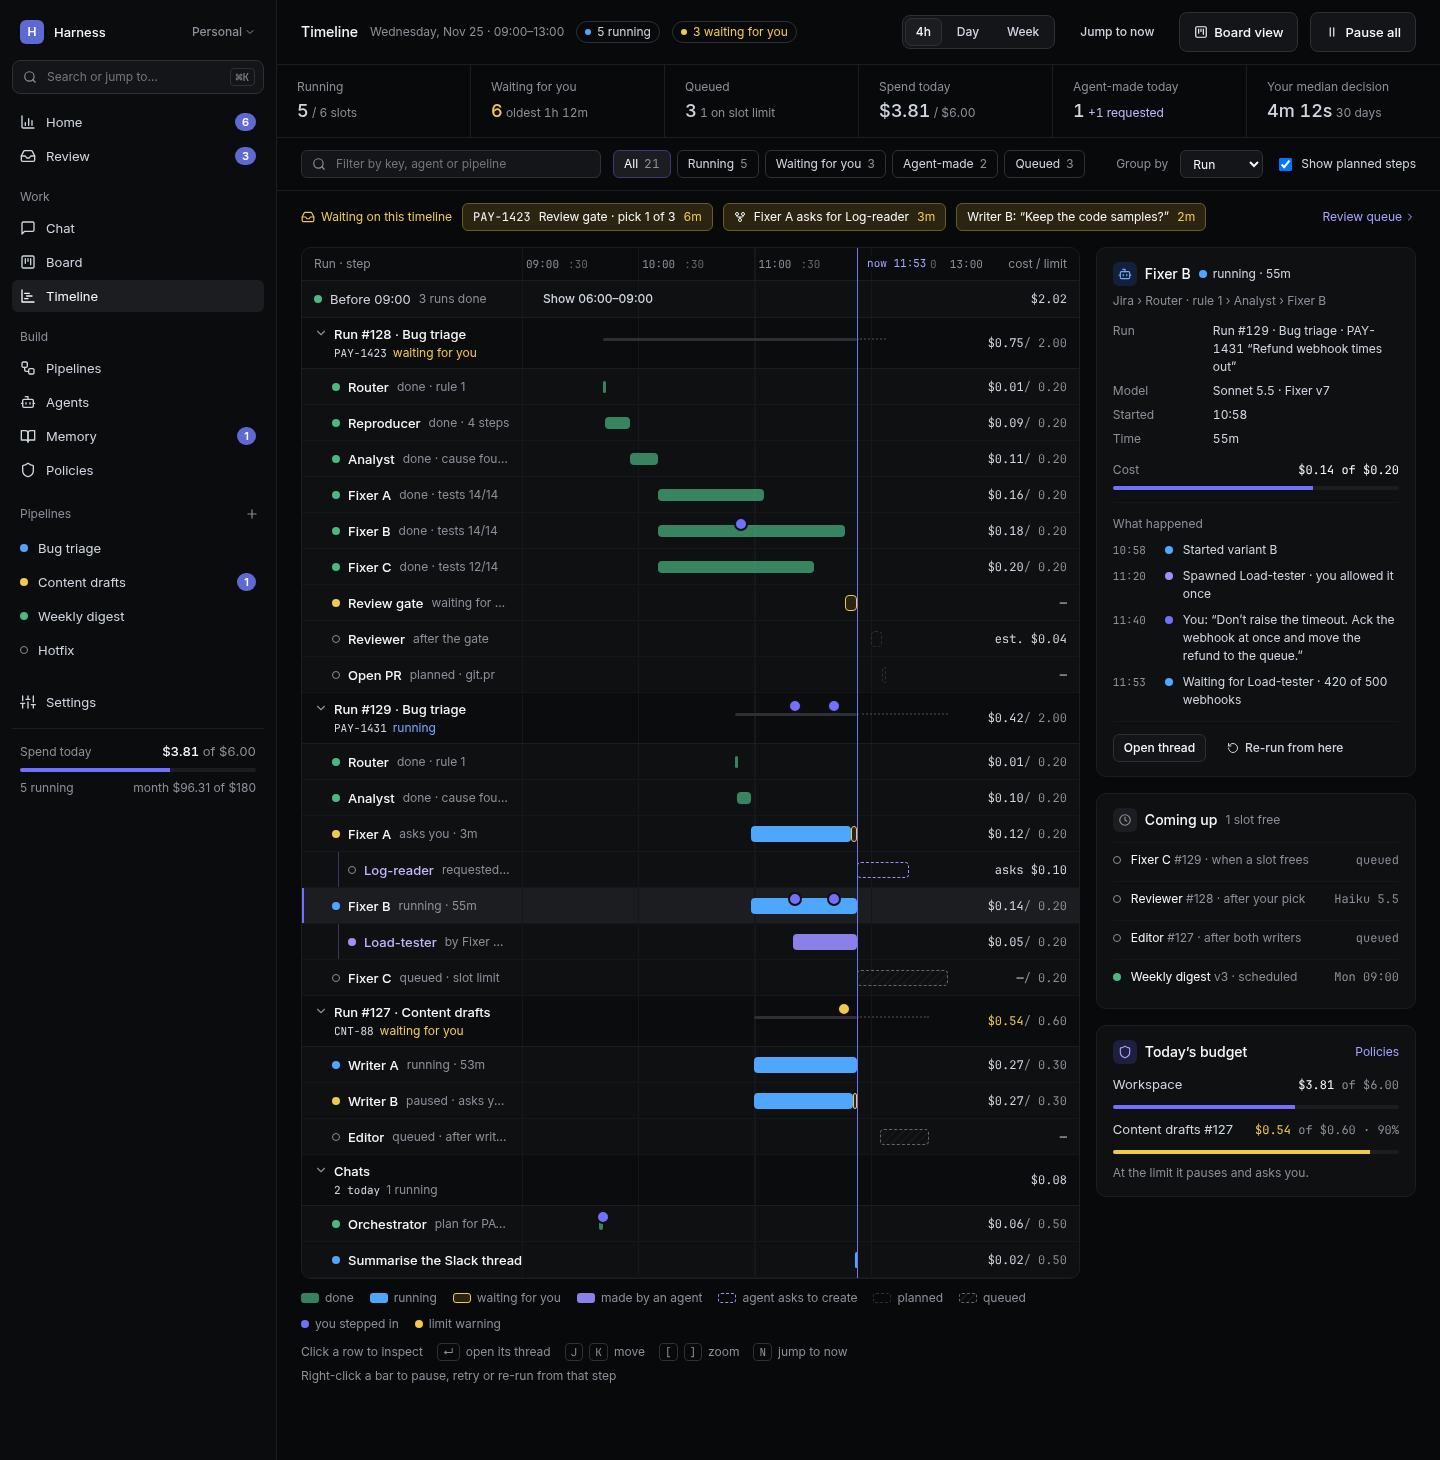 H Harness Personal
Search or jump to... ⌘K
Home 6
Review 3
Work
Chat
Board
Timeline
Build
Pipelines
Agents
Memory 1
Policies
Pipelines +
Bug triage
Content drafts 1
Weekly digest
Hotfix
Settings
Spend today $3.81 of $6.00
5 running month $96.31 of $180
Timeline Wednesday, Nov 25 · 09:00–13:00 5 running 3 waiting for you 4h Day Week Jump to now Board view Pause all
Running
5 / 6 slots
Waiting for you
6 oldest 1h 12m
Queued
3 1 on slot limit
Spend today
$3.81 / $6.00
Agent-made today
1 +1 requested
Your median decision
4m 12s 30 days
Filter by key, agent or pipeline All 21 Running 5 Waiting for you 3 Agent-made 2 Queued 3 Group by Run Show planned steps
Waiting on this timeline PAY-1423 Review gate · pick 1 of 3 6m Fixer A asks for Log-reader 3m Writer B: “Keep the code samples?” 2m Review queue
Run · step 09:00 :30 10:00 :30 11:00 :30 now 11:53 0 13:00 cost / limit
Before 09:00 3 runs done Show 06:00–09:00 $2.02
Run #128 · Bug triage
PAY-1423 waiting for you $0.75/ 2.00
Router done · rule 1 $0.01/ 0.20
Reproducer done · 4 steps $0.09/ 0.20
Analyst done · cause fou... $0.11/ 0.20
Fixer A done · tests 14/14 $0.16/ 0.20
Fixer B done · tests 14/14 $0.18/ 0.20
Fixer C done · tests 12/14 $0.20/ 0.20
Review gate waiting for ... –
Reviewer after the gate est. $0.04
Open PR planned · git.pr –
Run #129 · Bug triage
PAY-1431 running $0.42/ 2.00
Router done · rule 1 $0.01/ 0.20
Analyst done · cause fou... $0.10/ 0.20
Fixer A asks you · 3m $0.12/ 0.20
Log-reader requested... asks $0.10
Fixer B running · 55m $0.14/ 0.20
Load-tester by Fixer ... $0.05/ 0.20
Fixer C queued · slot limit –/ 0.20
Run #127 · Content drafts
CNT-88 waiting for you $0.54/ 0.60
Writer A running · 53m $0.27/ 0.30
Writer B paused · asks y... $0.27/ 0.30
Editor queued · after writ... –
Chats
2 today 1 running $0.08
Orchestrator plan for PA... $0.06/ 0.50
Summarise the Slack thread $0.02/ 0.50
done running waiting for you made by an agent agent asks to create planned queued
you stepped in limit warning
Click a row to inspect ↵ open its thread J K move [ ] zoom N jump to now
Right-click a bar to pause, retry or re-run from that step
Fixer B running · 55m
Jira › Router · rule 1 › Analyst › Fixer B
Run Run #129 · Bug triage · PAY-
1431 “Refund webhook times
out”
Model Sonnet 5.5 · Fixer v7
Started 10:58
Time 55m
Cost $0.14 of $0.20
What happened
10:58 Started variant B
11:20 Spawned Load-tester · you allowed it
once
11:40 You: “Don’t raise the timeout. Ack the
webhook at once and move the
refund to the queue.”
11:53 Waiting for Load-tester · 420 of 500
webhooks
Open thread Re-run from here
Coming up 1 slot free
Fixer C #129 · when a slot frees queued
Reviewer #128 · after your pick Haiku 5.5
Editor #127 · after both writers queued
Weekly digest v3 · scheduled Mon 09:00
Today’s budget Policies
Workspace $3.81 of $6.00
Content drafts #127 $0.54 of $0.60 · 90%
At the limit it pauses and asks you.